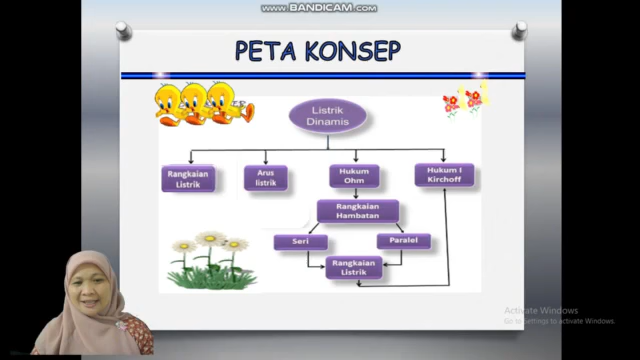 www.BANDICAM.com
PETA KONSEP
Listrik
Dinamis
Rangkaian
Listrik
Arus
listrik
Hukum
Ohm
Hukum I
Kirchoff
Rangkaian
Hambatan
Seri
Paralel
Rangkaian
Listrik
Activate Windows
Go to Settings to activate Windows.